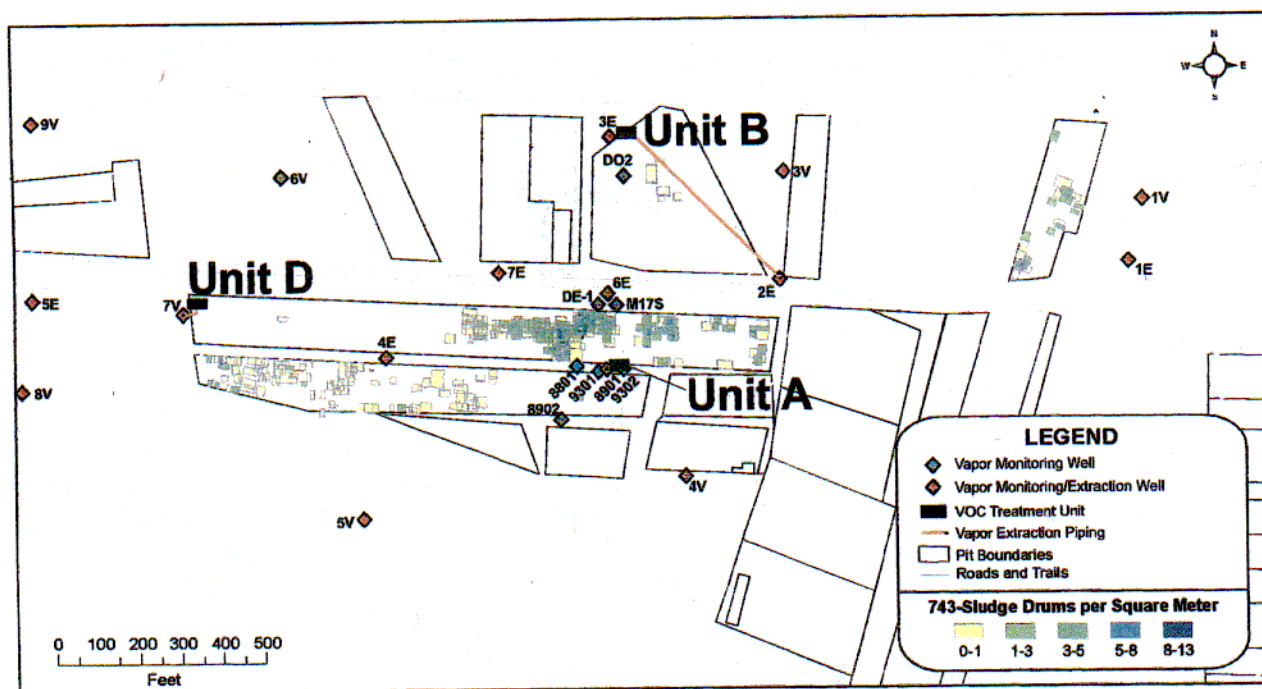 N
W E
S
9V
3E
Unit B
DO2
6V
3V
1V
1E
7E
2E
Unit D
6E
DE-1
M17S
5E
7V
4E
8801
9301
8901
9302
Unit A
8V
8902
4V
5V
LEGEND
Vapor Monitoring Well
Vapor Monitoring/Extraction Well
VOC Treatment Unit
Vapor Extraction Piping
Pit Boundaries
Roads and Trails
743-Sludge Drums per Square Meter
0-1 1-3 3-5 5-8 8-13
0 100 200 300 400 500
Feet